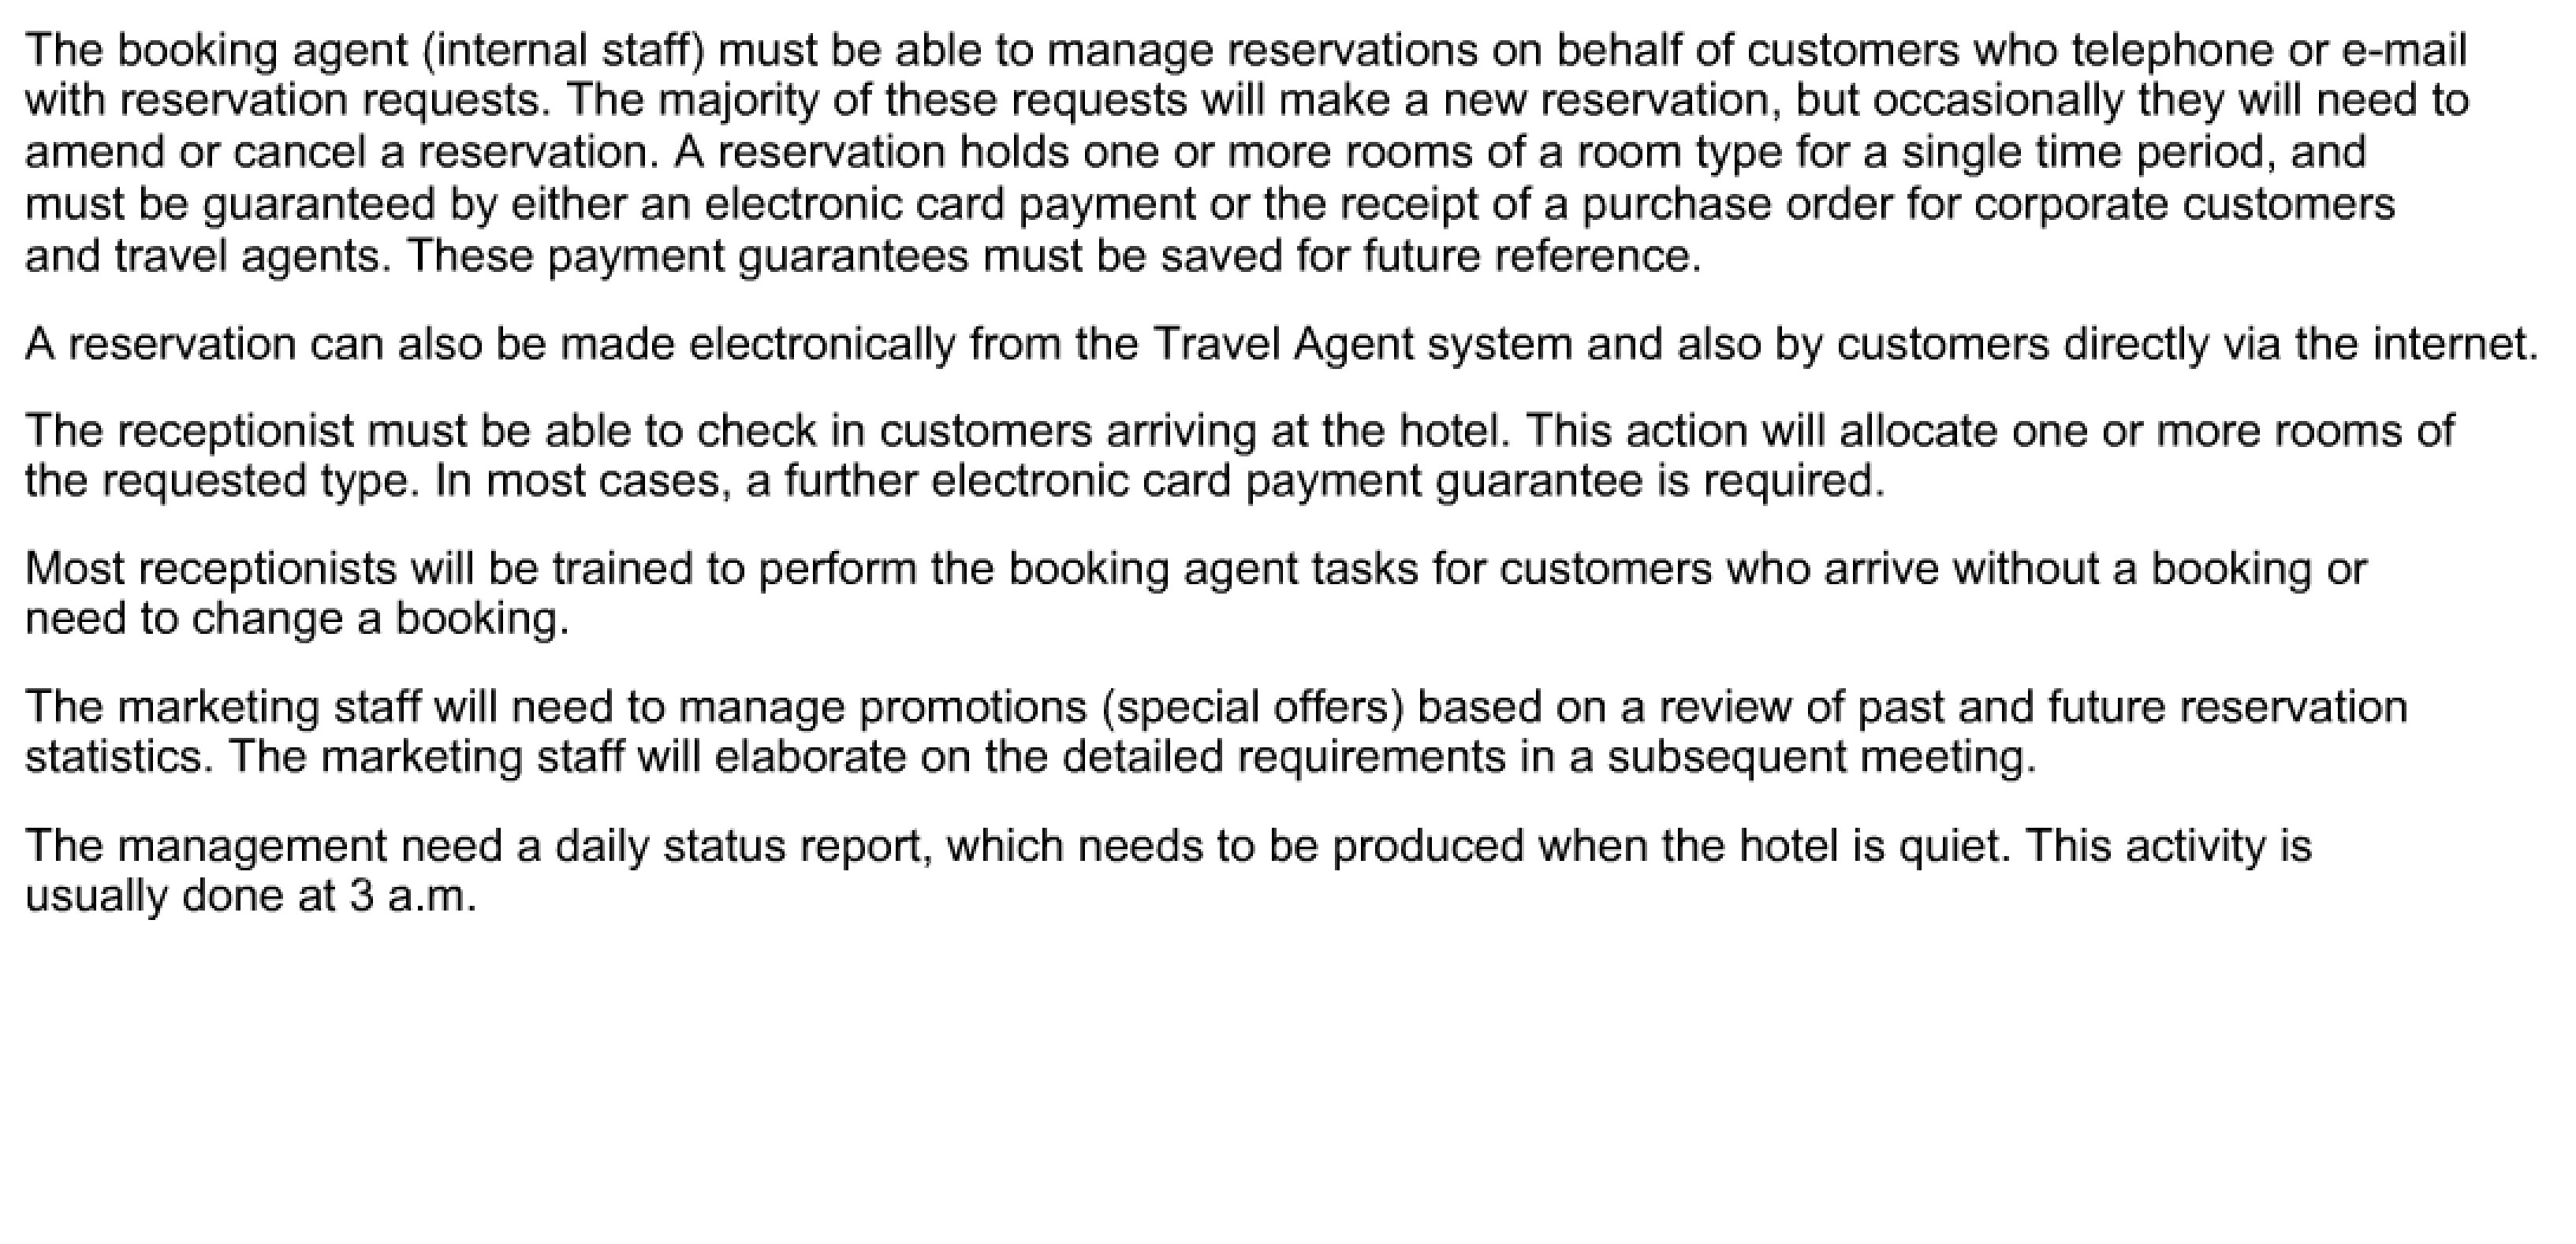 The booking agent (internal staff) must be able to manage reservations on behalf of customers who telephone or e-mail
with reservation requests. The majority of these requests will make a new reservation, but occasionally they will need to
amend or cancel a reservation. A reservation holds one or more rooms of a room type for a single time period, and
must be guaranteed by either an electronic card payment or the receipt of a purchase order for corporate customers
and travel agents. These payment guarantees must be saved for future reference.
A reservation can also be made electronically from the Travel Agent system and also by customers directly via the internet.
The receptionist must be able to check in customers arriving at the hotel. This action will allocate one or more rooms of
the requested type. In most cases, a further electronic card payment guarantee is required.
Most receptionists will be trained to perform the booking agent tasks for customers who arrive without a booking or
need to change a booking.
The marketing staff will need to manage promotions (special offers) based on a review of past and future reservation
statistics. The marketing staff will elaborate on the detailed requirements in a subsequent meeting.
The management need a daily status report, which needs to be produced when the hotel is quiet. This activity is
usually done at 3 a.m.